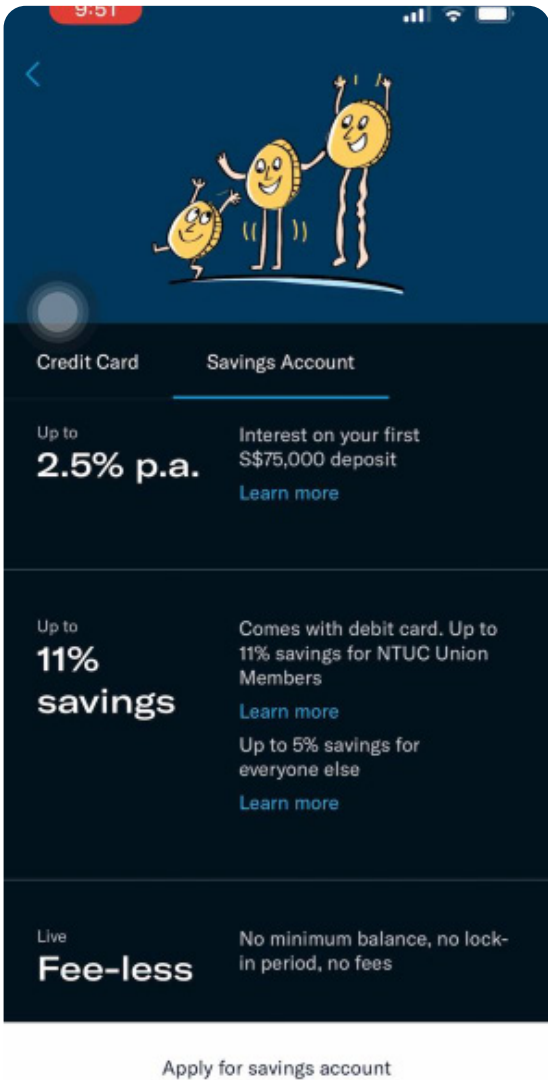 9:51
Credit Card
Savings Account
Up to
2.5% p.a.
Interest on your first
S$75,000 deposit
Learn more
Up to
11%
savings
Comes with debit card. Up to
11% savings for NTUC Union
Members
Learn more
Up to 5% savings for
everyone else
Learn more
Live
Fee-less
No minimum balance, no lock-
in period, no fees
Apply for savings account